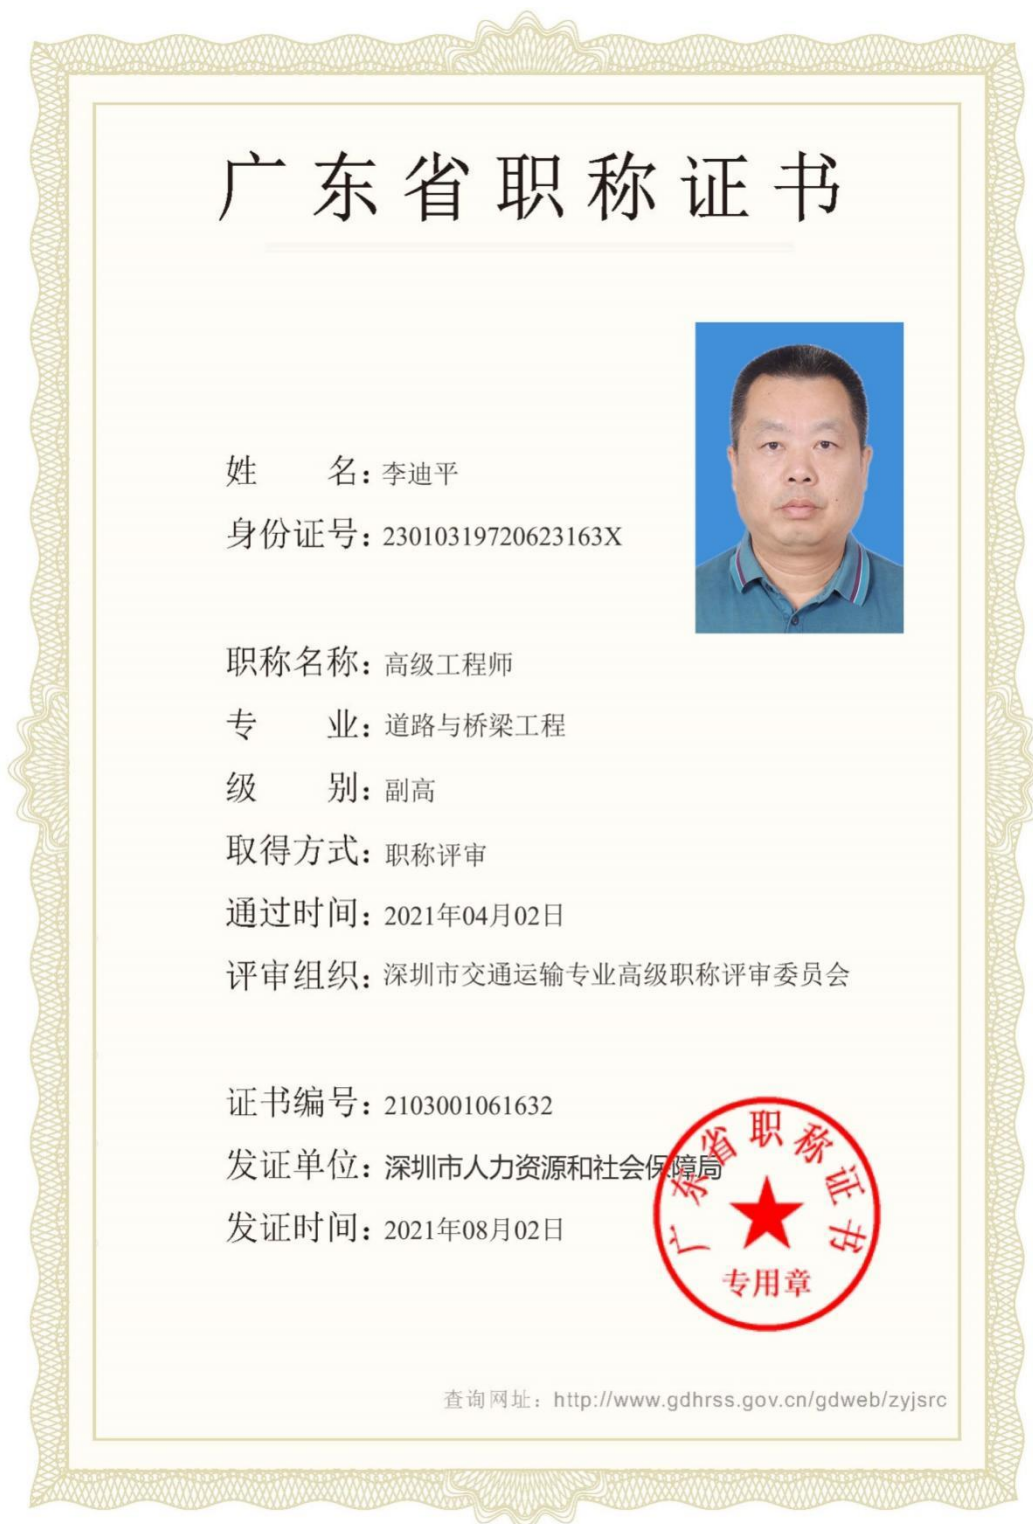 广东省职称证书
姓 名：李迪平
身份证号：23010319720623163X
职称名称：高级工程师
专 业：道路与桥梁工程
级 别：副高
取得方式：职称评审
通过时间：2021年04月02日
评审组织：深圳市交通运输专业高级职称评审委员会
证书编号：2103001061632
发证单位：深圳市人力资源和社会保障局
发证时间：2021年08月02日
广东省职称证书
专用章
查询网址：http://www.gdhrss.gov.cn/gdweb/zyjsrc